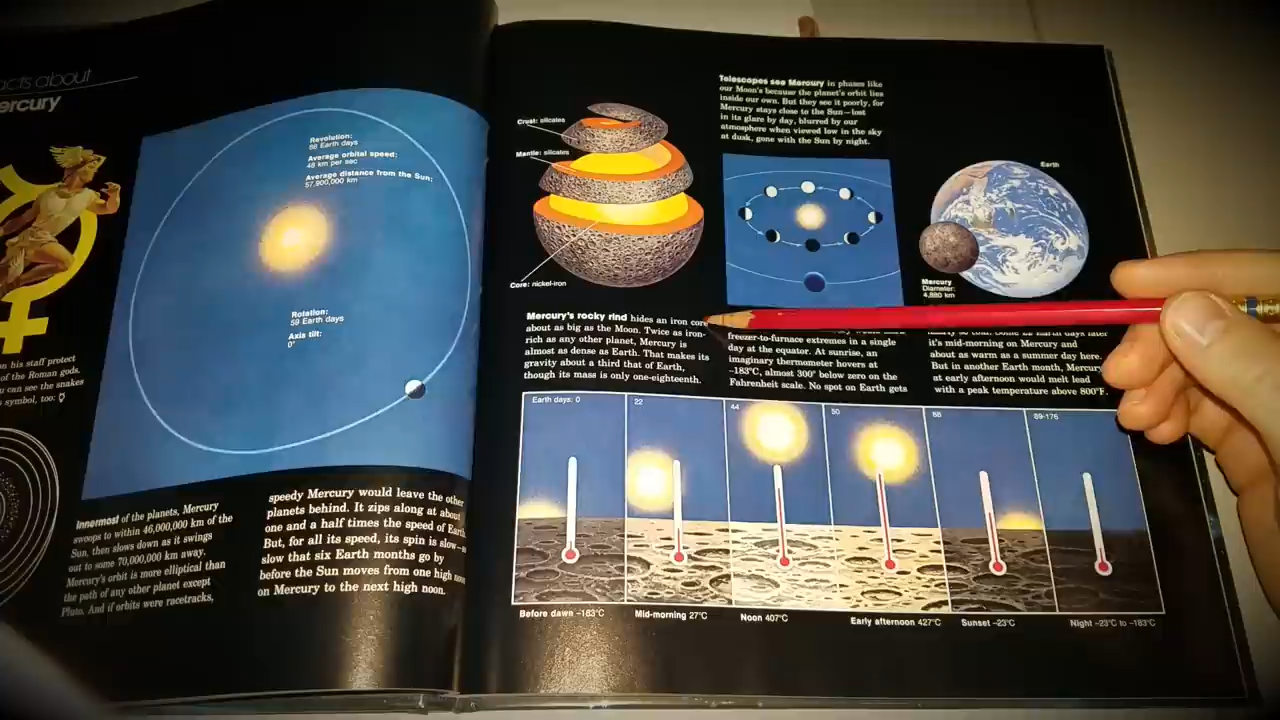 acts about
ercury
on his staff protect
of the Roman gods.
u can see the snakes
symbol, too: ☿
Revolution:
88 Earth days
Average orbital speed:
48 km per sec
Average distance from the Sun:
57,900,000 km
Rotation:
59 Earth days
Axis tilt:
0°
Innermost of the planets, Mercury
swoops to within 46,000,000 km of the
Sun, then slows down as it swings
out to some 70,000,000 km away.
Mercury's orbit is more elliptical than
the path of any other planet except
Pluto. And if orbits were racetracks,
speedy Mercury would leave the other
planets behind. It zips along at about
one and a half times the speed of Earth.
But, for all its speed, its spin is slow—
slow that six Earth months go by
before the Sun moves from one high noon
on Mercury to the next high noon.
Crust: silicates
Mantle: silicates
Core: nickel-iron
Mercury's rocky rind hides an iron core
about as big as the Moon. Twice as iron-
rich as any other planet, Mercury is
almost as dense as Earth. That makes its
gravity about a third that of Earth,
though its mass is only one-eighteenth.
Telescopes see Mercury in phases like
our Moon's because the planet's orbit lies
inside our own. But they see it poorly, for
Mercury stays close to the Sun—lost
in its glare by day, blurred by our
atmosphere when viewed low in the sky
at dusk, gone with the Sun by night.
Earth
Mercury
Diameter:
4,880 km
freezer-to-furnace extremes in a single
day at the equator. At sunrise, an
imaginary thermometer hovers at
-183°C, almost 300° below zero on the
Fahrenheit scale. No spot on Earth gets
nearly so cold. Some 22 Earth days later
it's mid-morning on Mercury and
about as warm as a summer day here.
But in another Earth month, Mercury
at early afternoon would melt lead
with a peak temperature above 800°F.
Earth days: 0
22
44
50
88
89-176
Before dawn -183°C
Mid-morning 27°C
Noon 407°C
Early afternoon 427°C
Sunset -23°C
Night -23°C to -183°C